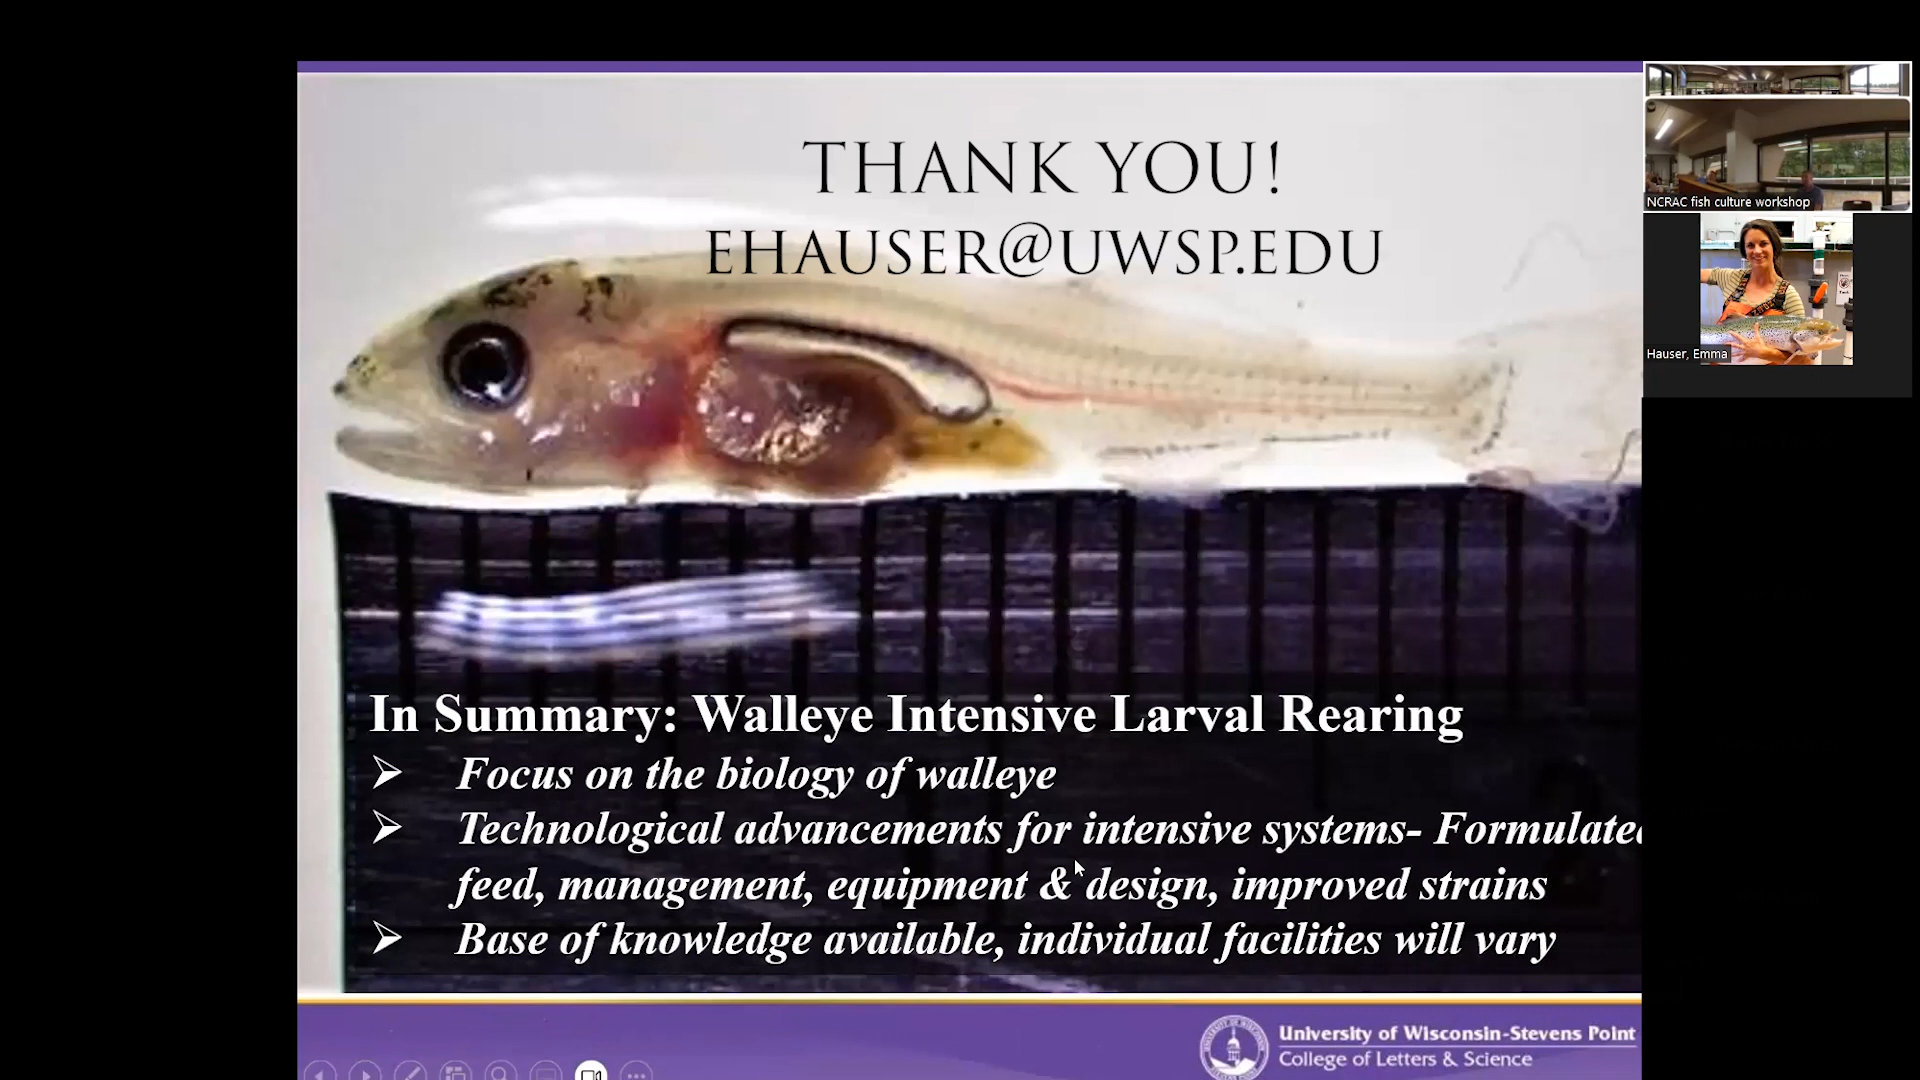 THANK YOU!
EHAUSER@UWSP.EDU
NCRAC fish culture workshop
Hauser, Emma
In Summary: Walleye Intensive Larval Rearing
Focus on the biology of walleye
Technological advancements for intensive systems- Formulated
feed, management, equipment & design, improved strains
Base of knowledge available, individual facilities will vary
University of Wisconsin-Stevens Point
College of Letters & Science